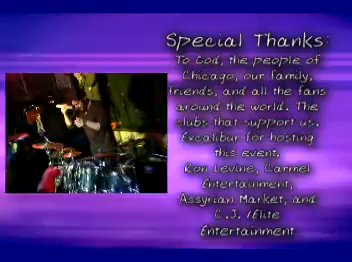 Special Thanks:
To God, the people of
Chicago, our family,
friends, and all the fans
around the world. The
clubs that support us.
Excalibur for hosting
this event.
Ron Levine, Carmel
Entertainment,
Assyrian Market, and
C.J. /Elite
Entertainment